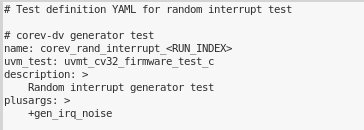 # Test definition YAML for random interrupt test

# corev-dv generator test
name: corev_rand_interrupt_<RUN_INDEX>
uvm_test: uvmt_cv32_firmware_test_c
description: >
    Random interrupt generator test
plusargs: >
    +gen_irq_noise